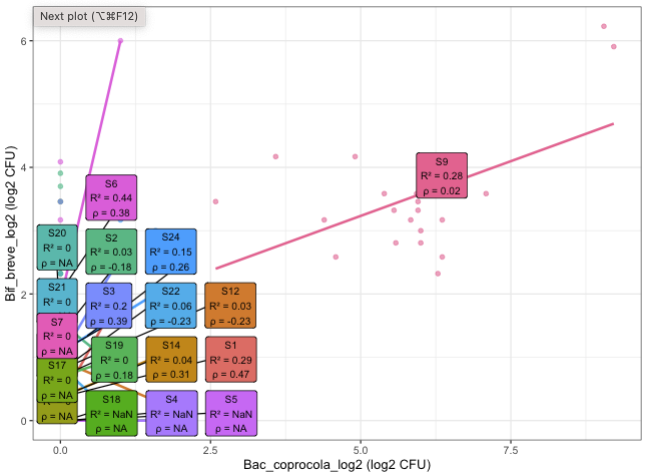 Next plot (⌥⌘F12)
6
4
2
0
Bif_breve_log2 (log2 CFU)
S9
R² = 0.28
ρ = 0.02
S6
R² = 0.44
ρ = 0.38
S20
R² = 0
ρ = NA
S2
R² = 0.03
ρ = -0.18
S24
R² = 0.15
ρ = 0.26
S21
R² = 0
S3
R² = 0.2
ρ = 0.39
S22
R² = 0.06
ρ = -0.23
S12
R² = 0.03
ρ = -0.23
S7
R² = 0
ρ = NA
S19
R² = 0
ρ = 0.18
S14
R² = 0.04
ρ = 0.31
S1
R² = 0.29
ρ = 0.47
S17
R² = 0
ρ = NA
ρ = NA
S18
R² = NaN
ρ = NA
S4
R² = NaN
ρ = NA
S5
R² = NaN
ρ = NA
0.0
2.5
5.0
7.5
Bac_coprocola_log2 (log2 CFU)